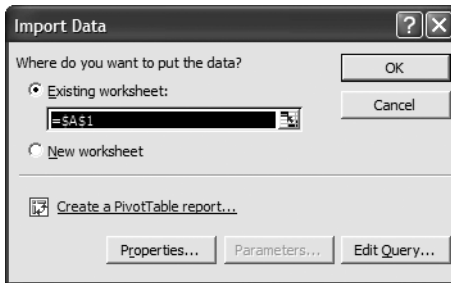 Import Data
Where do you want to put the data?
Existing worksheet:
=$A$1
New worksheet
Create a PivotTable report...
OK
Cancel
Properties... Parameters... Edit Query...